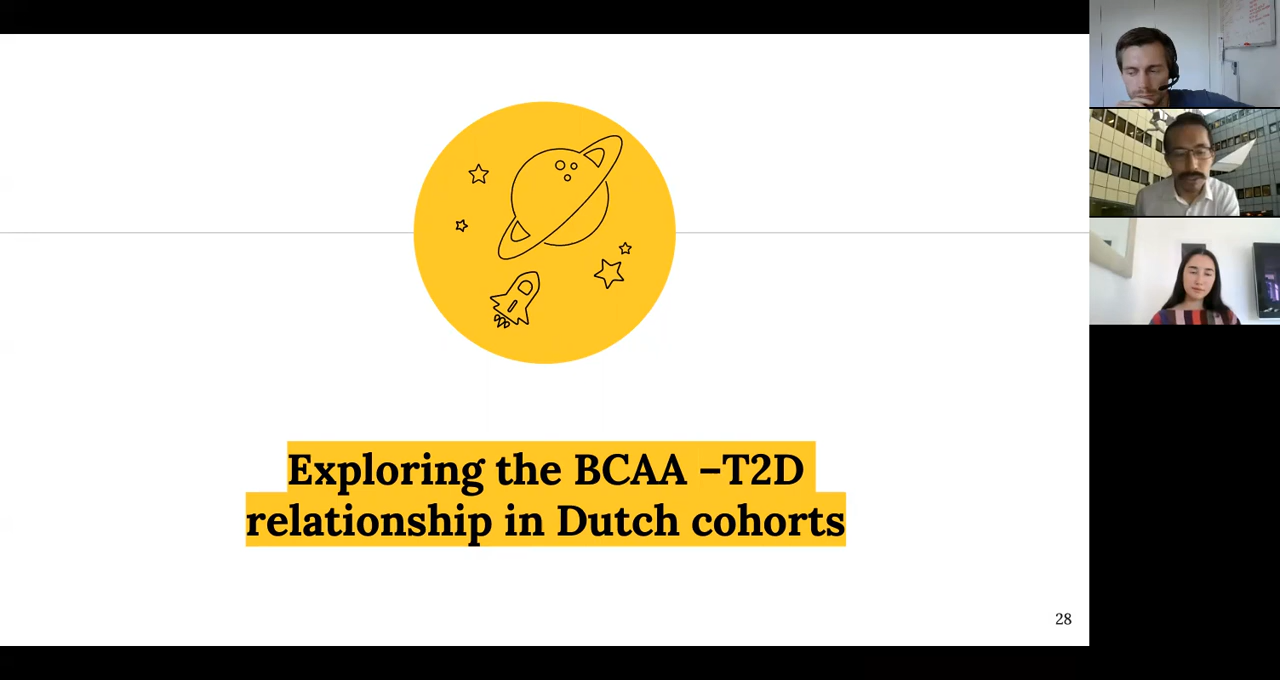 Exploring the BCAA –T2D
relationship in Dutch cohorts
28